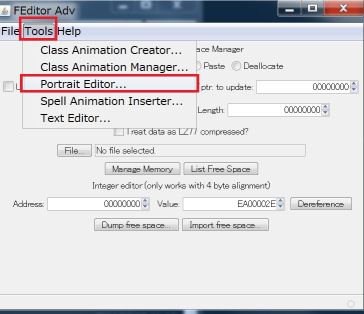 FEditor Adv
File Tools Help
Class Animation Creator...
Class Animation Manager...
Portrait Editor...
Spell Animation Inserter...
Text Editor...
Manager
Paste Deallocate
ptr. to update: 00000000
Length: 00000000
Treat data as LZ77 compressed?
File... No file selected.
Manage Memory List Free Space
Integer editor (only works with 4 byte alignment)
Address: 00000000 Value: EA00002E Dereference
Dump free space... Import free space...